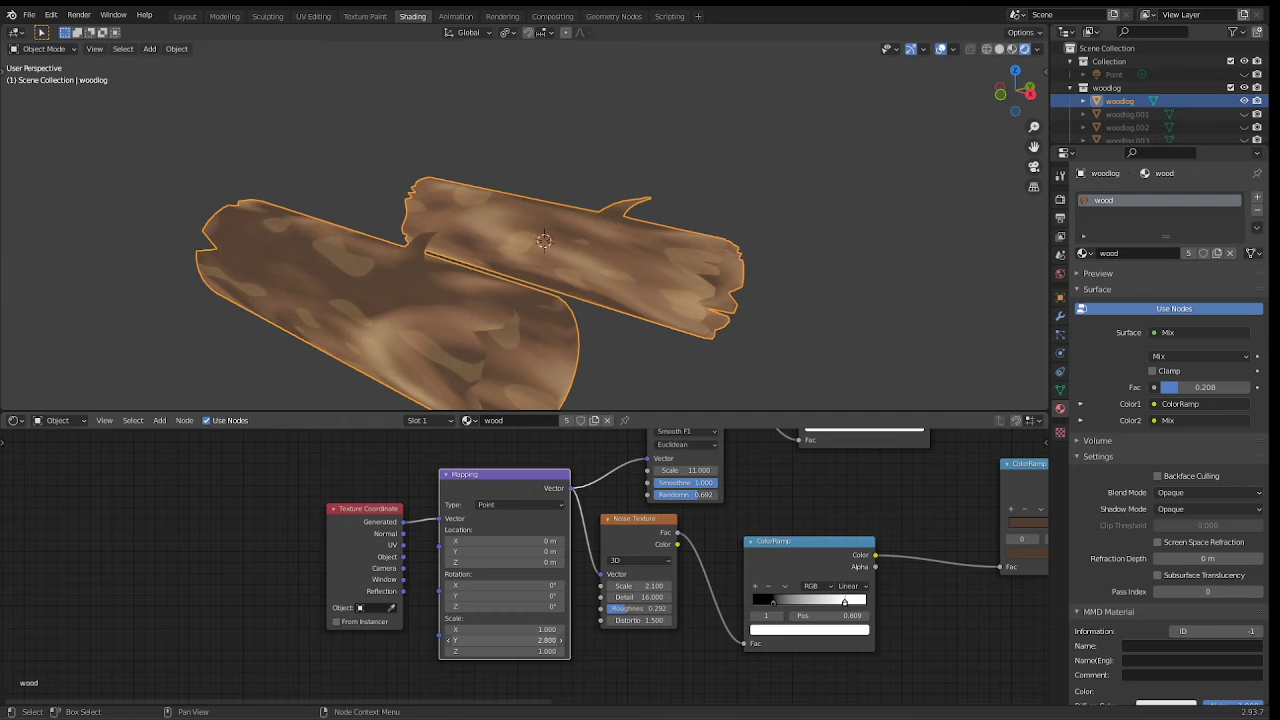 File Edit Render Window Help Layout Modeling Sculpting UV Editing Texture Paint Shading Animation Rendering Compositing Geometry Nodes Scripting + Scene View Layer
Global Options
Object Mode View Select Add Object
User Perspective
(1) Scene Collection | woodlog
Z
Y
X
Scene Collection
Collection
Point
woodlog
woodlog
woodlog.001
woodlog.002
woodlog.003
woodlog wood
wood
wood 5
Preview
Surface
Use Nodes
Surface Mix
Mix
Clamp
Fac 0.208
Color1 ColorRamp
Color2 Mix
Volume
Settings
Backface Culling
Blend Mode Opaque
Shadow Mode Opaque
Clip Threshold 0.000
Screen Space Refraction
Refraction Depth 0 m
Subsurface Translucency
Pass Index 0
MMD Material
Information: ID -1
Name:
Name(Eng):
Comment:
Color:
Object View Select Add Node Use Nodes Slot 1 wood 5
Texture Coordinate
Generated
Normal
UV
Object
Camera
Window
Reflection
Object:
From Instancer
Mapping
Vector
Type: Point
Vector
Location:
X 0 m
Y 0 m
Z 0 m
Rotation:
X 0°
Y 0°
Z 0°
Scale:
X 1.000
Y 2.800
Z 1.000
Smooth F1
Euclidean
Vector
Scale 11.000
Smoothne 1.000
Randomn 0.692
Noise Texture
Fac
Color
3D
Vector
Scale 2.100
Detail 16.000
Roughnes 0.292
Distortio 1.500
Fac
ColorRamp
Color
Alpha
RGB Linear
1 Pos 0.809
Fac
ColorRamp
0
Fac
wood
Select Box Select Pan View Node Context Menu 2.93.7